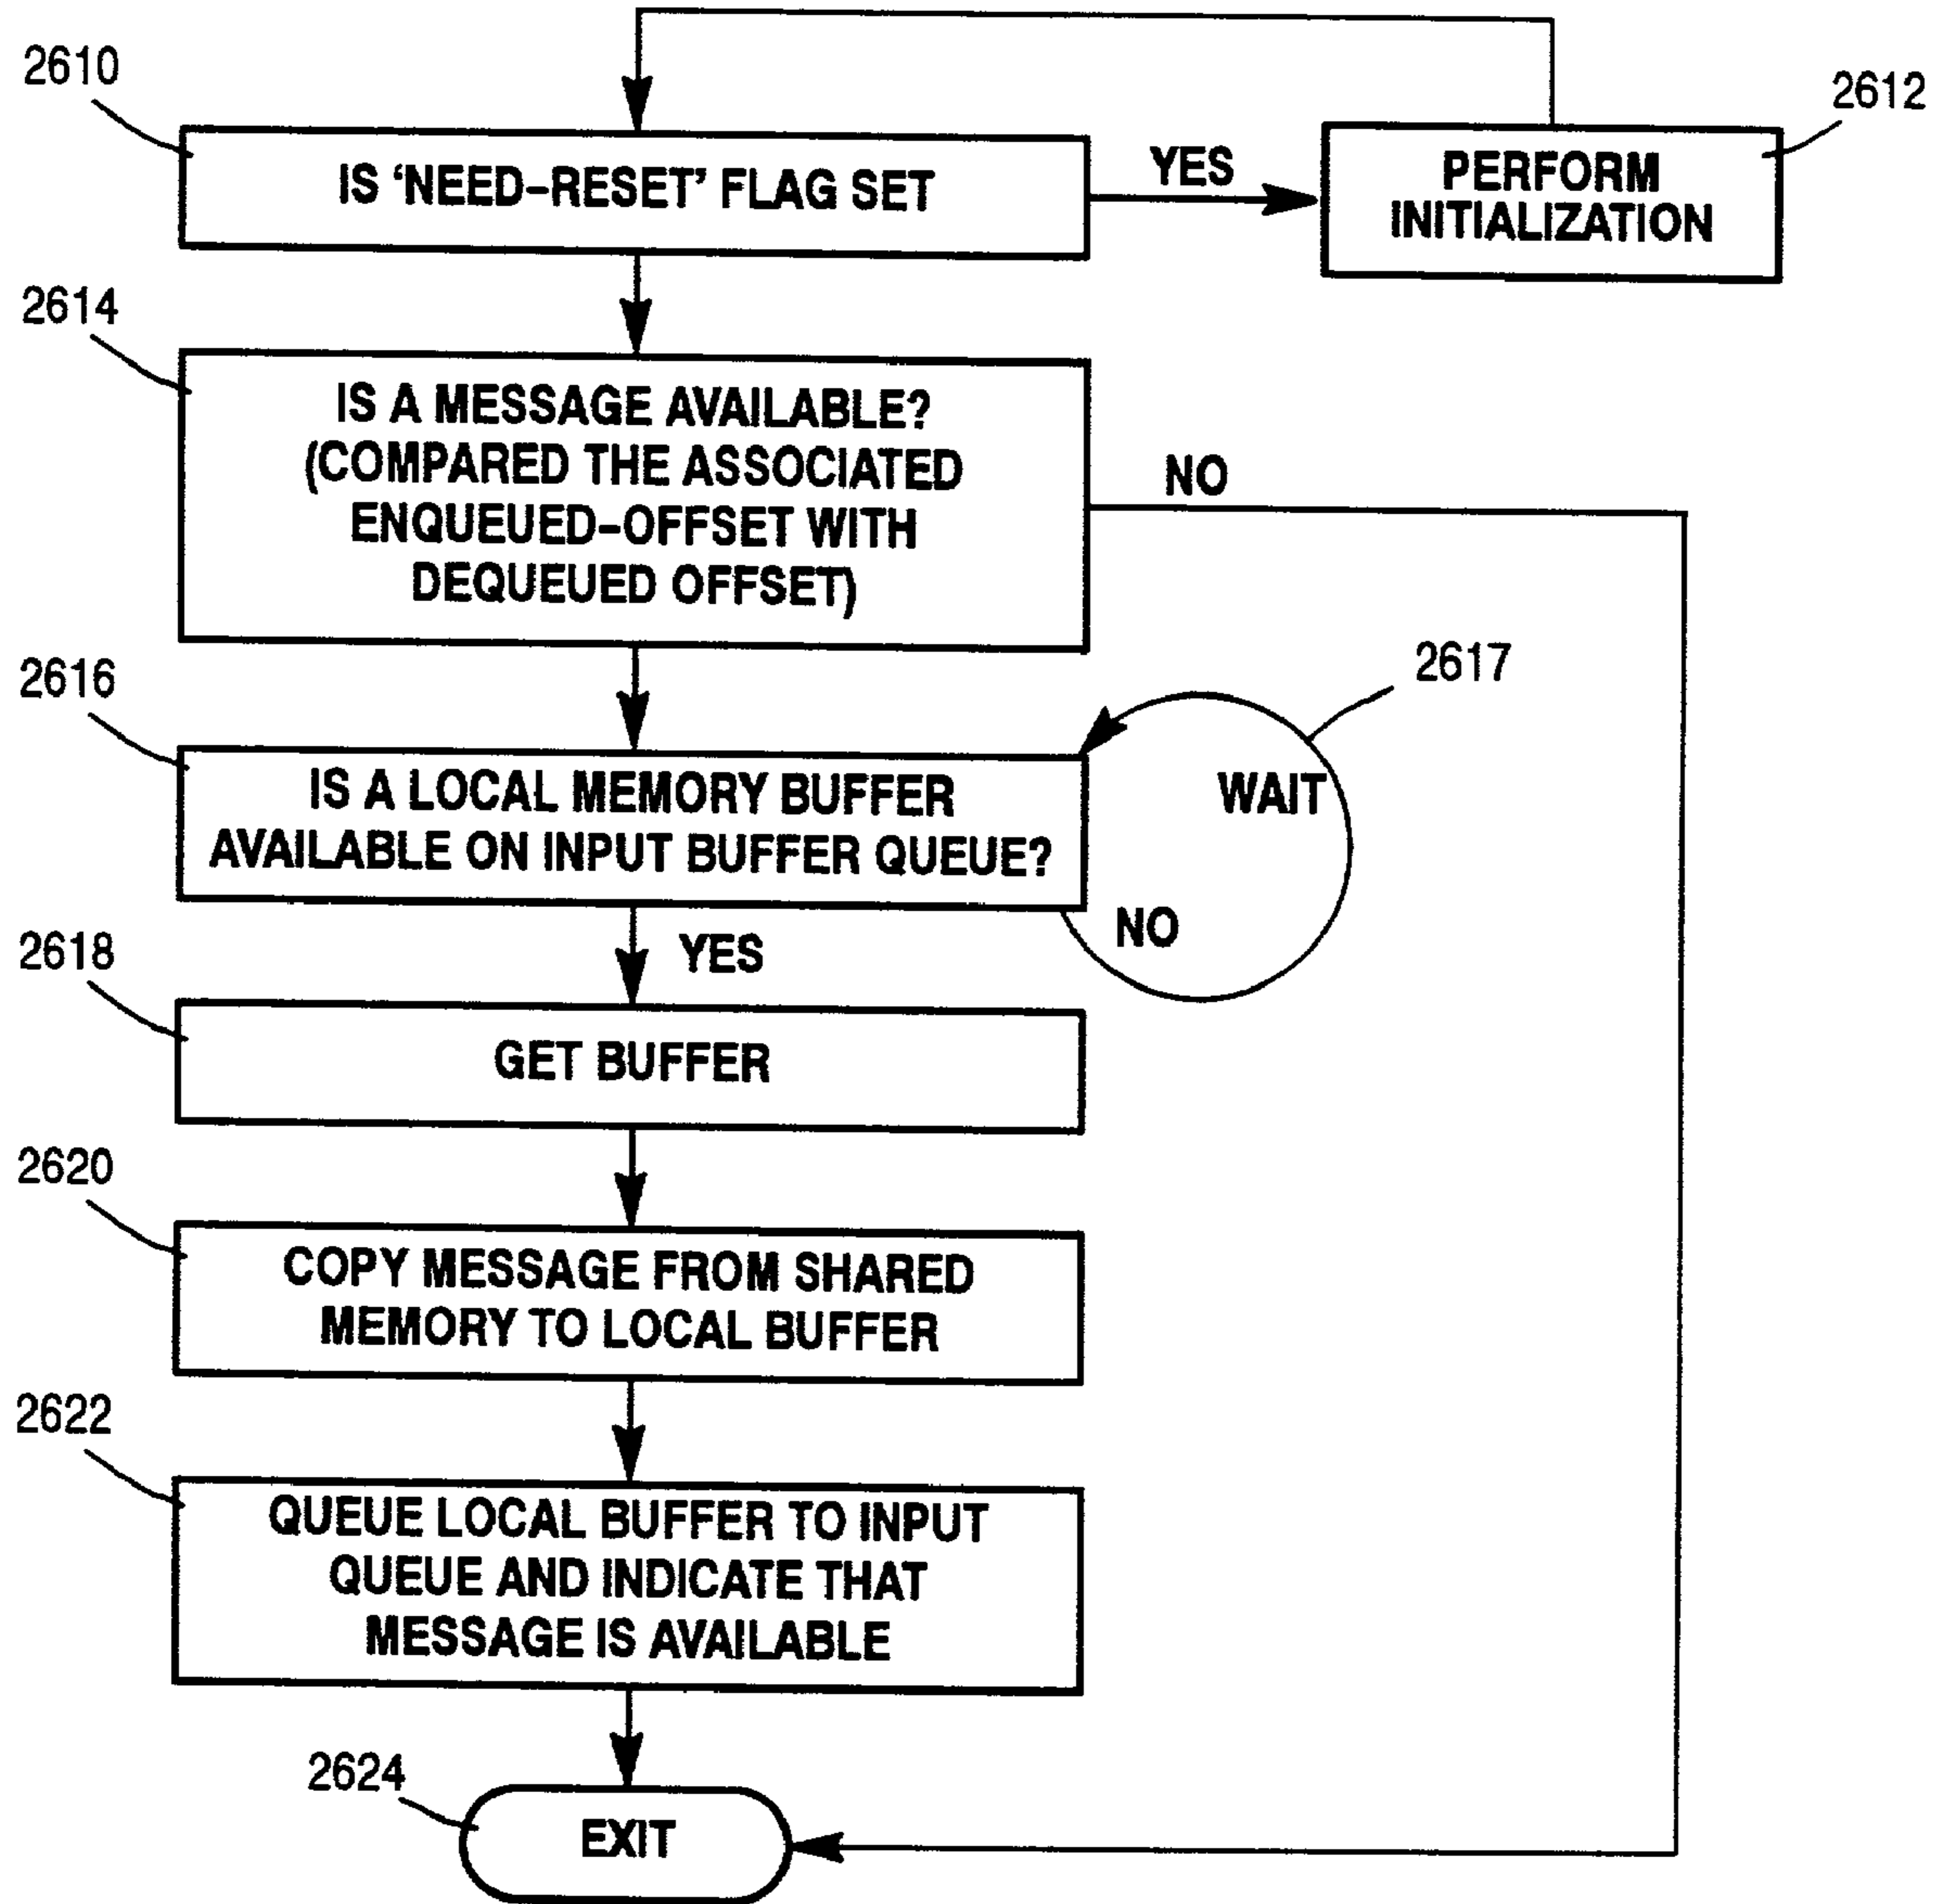 2610
2612
IS ‘NEED-RESET’ FLAG SET
YES
PERFORM
INITIALIZATION
2614
IS A MESSAGE AVAILABLE?
(COMPARED THE ASSOCIATED
ENQUEUED-OFFSET WITH
DEQUEUED OFFSET)
NO
2616
2617
IS A LOCAL MEMORY BUFFER
AVAILABLE ON INPUT BUFFER QUEUE?
WAIT
NO
YES
2618
GET BUFFER
2620
COPY MESSAGE FROM SHARED
MEMORY TO LOCAL BUFFER
2622
QUEUE LOCAL BUFFER TO INPUT
QUEUE AND INDICATE THAT
MESSAGE IS AVAILABLE
2624
EXIT